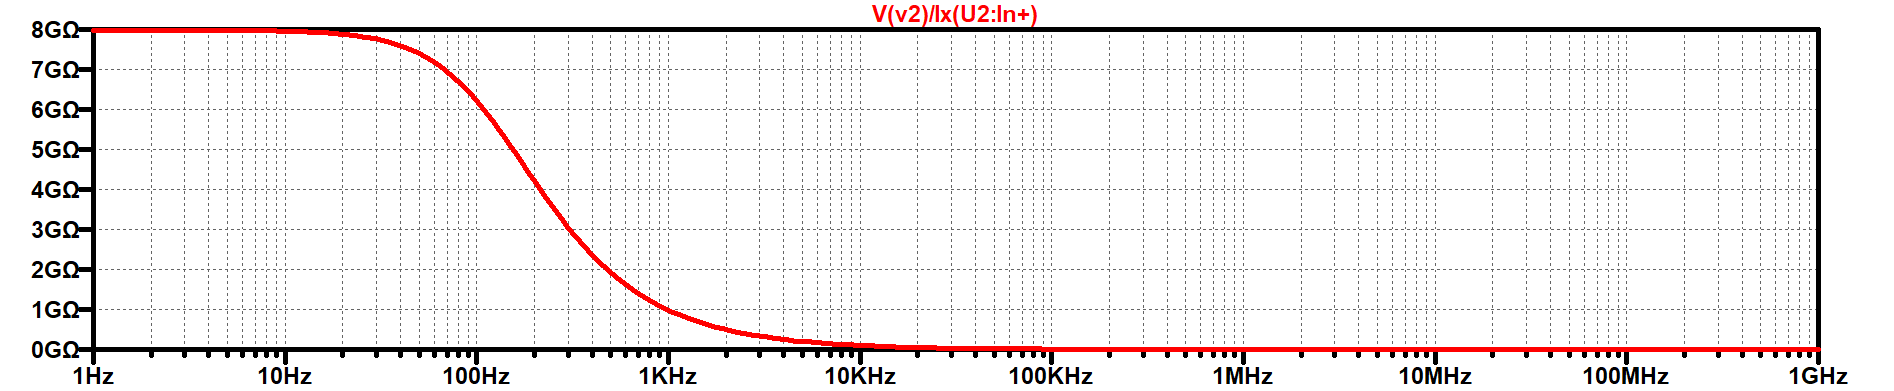 V(v2)/Ix(U2:In+)
8GΩ
7GΩ
6GΩ
5GΩ
4GΩ
3GΩ
2GΩ
1GΩ
0GΩ
1Hz 10Hz 100Hz 1KHz 10KHz 100KHz 1MHz 10MHz 100MHz 1GHz